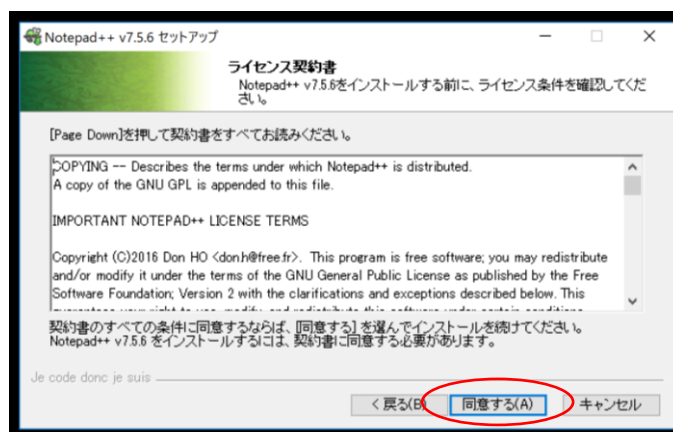 Notepad++ v7.5.6 セットアップ
ライセンス契約書
Notepad++ v7.5.6をインストールする前に、ライセンス条件を確認してくだ
さい。
[Page Down]を押して契約書をすべてお読みください。
COPYING -- Describes the terms under which Notepad++ is distributed.
A copy of the GNU GPL is appended to this file.
IMPORTANT NOTEPAD++ LICENSE TERMS
Copyright (C)2016 Don HO <don.h@free.fr>. This program is free software; you may redistribute
and/or modify it under the terms of the GNU General Public License as published by the Free
Software Foundation; Version 2 with the clarifications and exceptions described below. This
契約書のすべての条件に同意するならば、[同意する] を選んでインストールを続けてください。
Notepad++ v7.5.6 をインストールするには、契約書に同意する必要があります。
Je code donc je suis
< 戻る(B) 同意する(A) キャンセル